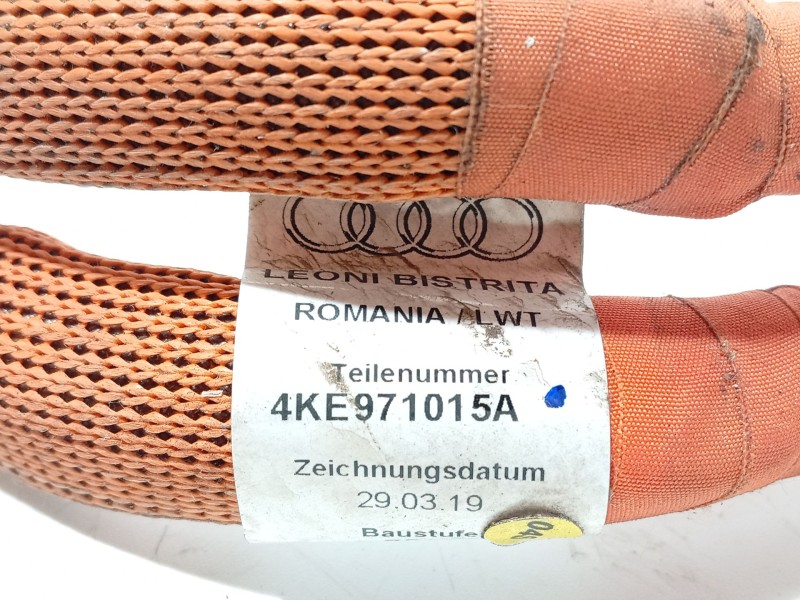 LEONI BISTRITA
ROMANIA / LWT
Teilenummer
4KE971015A
Zeichnungsdatum
29.03.19
Baustufe